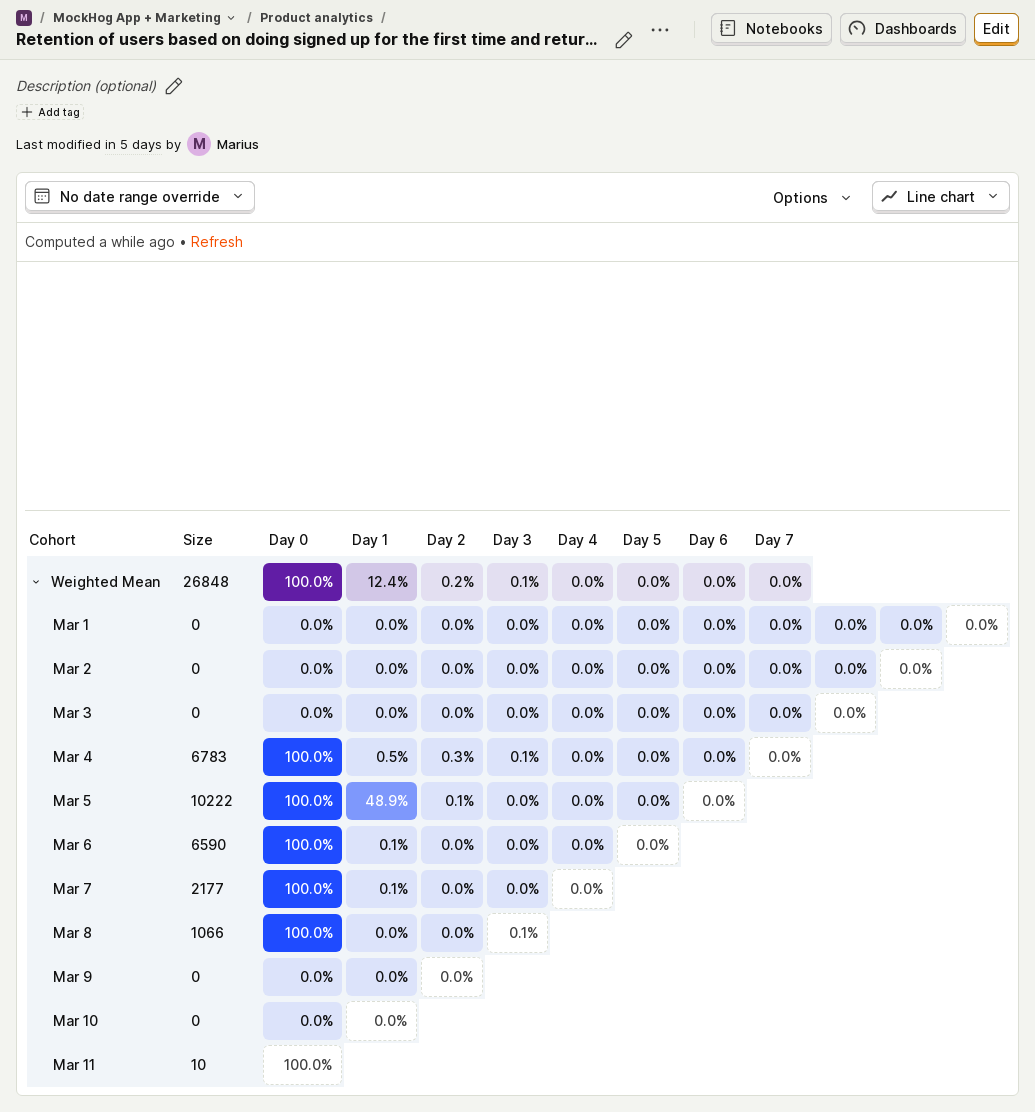 M / MockHog App + Marketing / Product analytics /
Retention of users based on doing signed up for the first time and retur...
Notebooks
Dashboards
Edit
Description (optional)
Add tag
Last modified in 5 days by M Marius
No date range override
Options
Line chart
Computed a while ago • Refresh
Cohort Size Day 0 Day 1 Day 2 Day 3 Day 4 Day 5 Day 6 Day 7
Weighted Mean 26848 100.0% 12.4% 0.2% 0.1% 0.0% 0.0% 0.0% 0.0%
Mar 1 0 0.0% 0.0% 0.0% 0.0% 0.0% 0.0% 0.0% 0.0% 0.0% 0.0% 0.0%
Mar 2 0 0.0% 0.0% 0.0% 0.0% 0.0% 0.0% 0.0% 0.0% 0.0% 0.0%
Mar 3 0 0.0% 0.0% 0.0% 0.0% 0.0% 0.0% 0.0% 0.0% 0.0%
Mar 4 6783 100.0% 0.5% 0.3% 0.1% 0.0% 0.0% 0.0% 0.0%
Mar 5 10222 100.0% 48.9% 0.1% 0.0% 0.0% 0.0% 0.0%
Mar 6 6590 100.0% 0.1% 0.0% 0.0% 0.0% 0.0%
Mar 7 2177 100.0% 0.1% 0.0% 0.0% 0.0%
Mar 8 1066 100.0% 0.0% 0.0% 0.1%
Mar 9 0 0.0% 0.0% 0.0%
Mar 10 0 0.0% 0.0%
Mar 11 10 100.0%